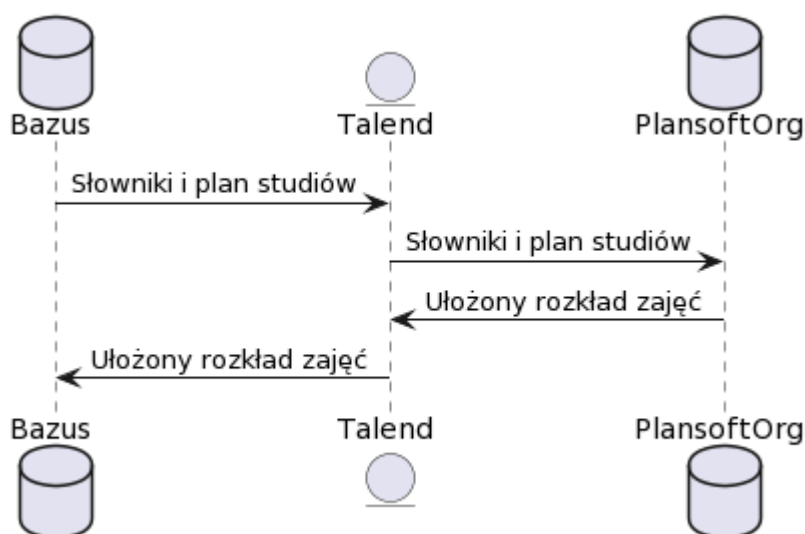 Bazus
Talend
PlansoftOrg
Słowniki i plan studiów
Słowniki i plan studiów
Ułożony rozkład zajęć
Ułożony rozkład zajęć
Bazus
Talend
PlansoftOrg